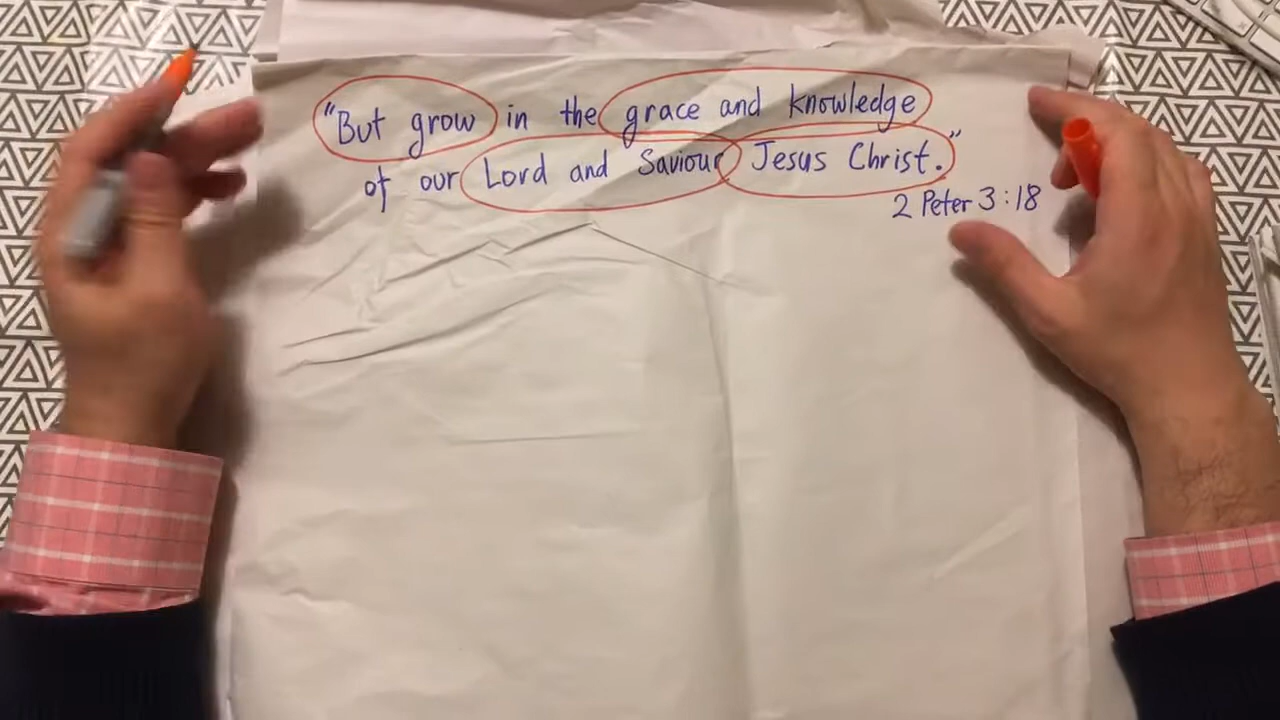 "But grow in the grace and knowledge
of our Lord and Saviour Jesus Christ."
2 Peter 3:18